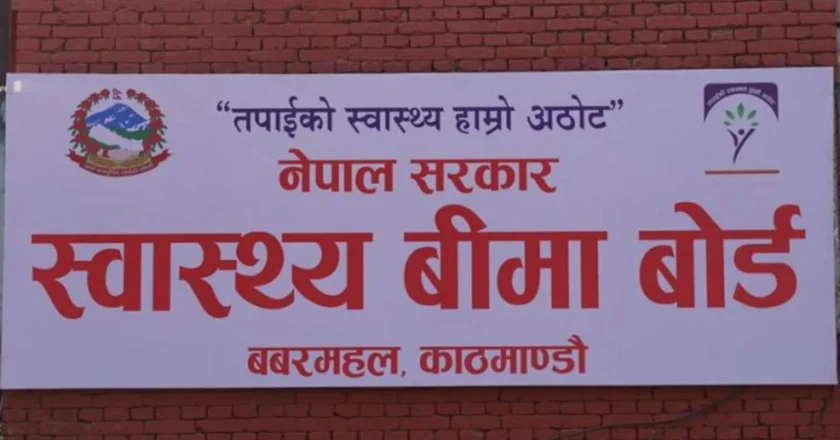 “तपाईको स्वास्थ्य हाम्रो अठोट”
नेपाल सरकार
स्वास्थ्य बीमा बोर्ड
बबरमहल, काठमाण्डौ